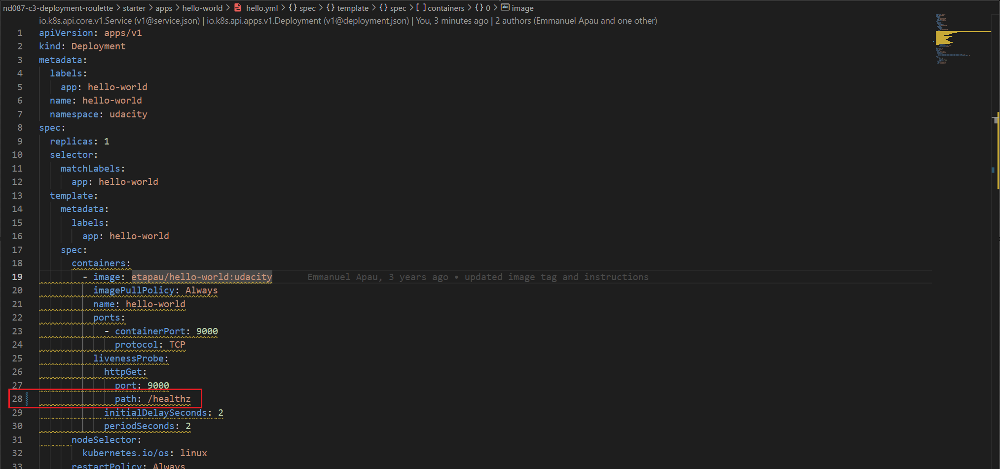 nd087-c3-deployment-roulette > starter > apps > hello-world > hello.yml > {} spec > {} template > {} spec > [ ] containers > {} 0 > abc image
io.k8s.api.core.v1.Service (v1@service.json) | io.k8s.api.apps.v1.Deployment (v1@deployment.json) | You, 3 minutes ago | 2 authors (Emmanuel Apau and one other)
1 apiVersion: apps/v1
2 kind: Deployment
3 metadata:
4 labels:
5 app: hello-world
6 name: hello-world
7 namespace: udacity
8 spec:
9 replicas: 1
10 selector:
11 matchLabels:
12 app: hello-world
13 template:
14 metadata:
15 labels:
16 app: hello-world
17 spec:
18 containers:
19 - image: etapau/hello-world:udacity Emmanuel Apau, 3 years ago • updated image tag and instructions
20 imagePullPolicy: Always
21 name: hello-world
22 ports:
23 - containerPort: 9000
24 protocol: TCP
25 livenessProbe:
26 httpGet:
27 port: 9000
28 path: /healthz
29 initialDelaySeconds: 2
30 periodSeconds: 2
31 nodeSelector:
32 kubernetes.io/os: linux
33 restartPolicy: Always